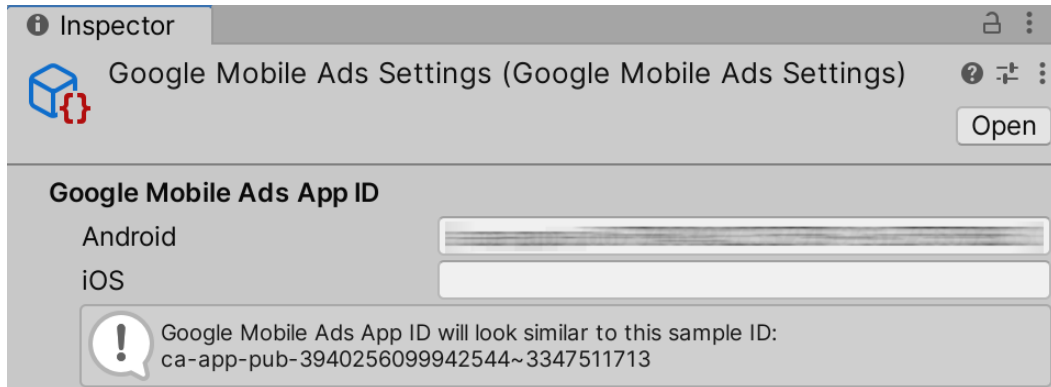 Inspector
Google Mobile Ads Settings (Google Mobile Ads Settings)
Open
Google Mobile Ads App ID
Android
iOS
Google Mobile Ads App ID will look similar to this sample ID:
ca-app-pub-3940256099942544~3347511713